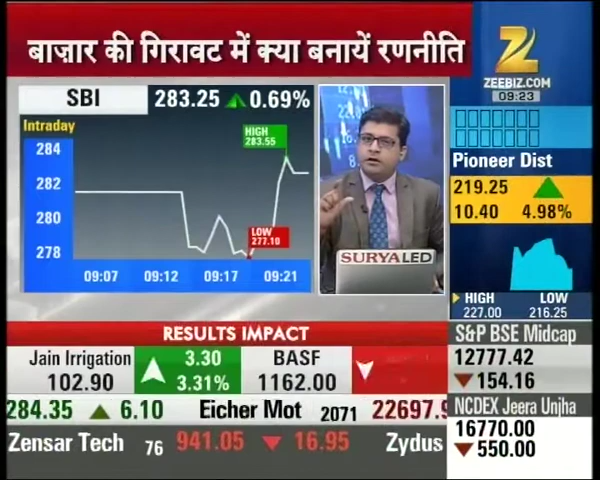 बाज़ार की गिरावट में क्या बनायें रणनीति
ZEEBIZ.COM
09:23
SBI 283.25 0.69%
Intraday
284
282
280
278
HIGH
283.55
LOW
277.10
09:07 09:12 09:17 09:21
SURYA LED
Pioneer Dist
219.25
10.40 4.98%
HIGH LOW
227.00 216.25
RESULTS IMPACT
Jain Irrigation 3.30 BASF
102.90 3.31% 1162.00
S&P BSE Midcap
12777.42
154.16
NCDEX Jeera Unjha
16770.00
550.00
284.35 6.10 Eicher Mot 2071 22697.9
Zensar Tech 76 941.05 16.95 Zydus